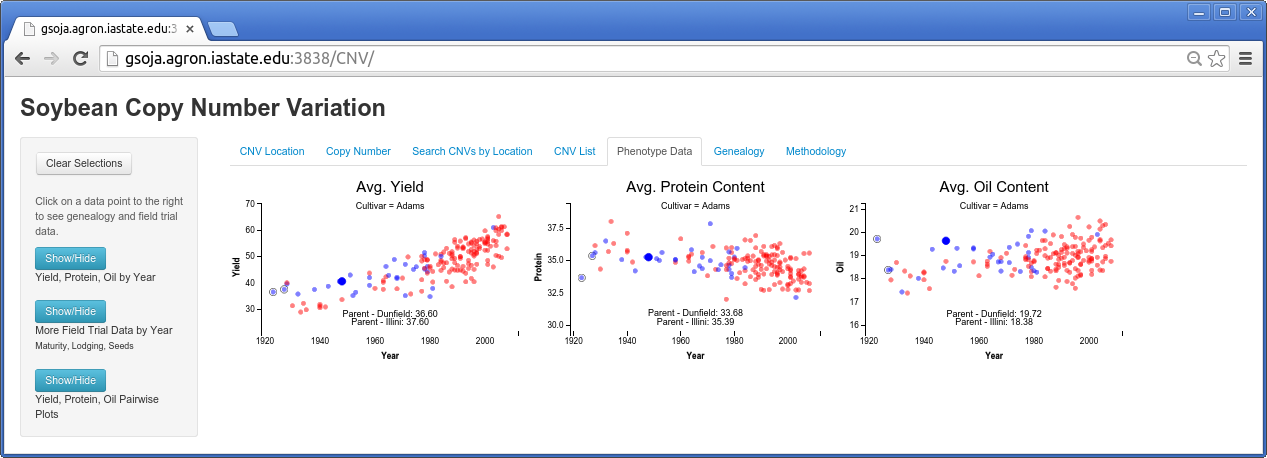 gsoja.agron.iastate.edu:3
gsoja.agron.iastate.edu:3838/CNV/
Soybean Copy Number Variation
Clear Selections
Click on a data point to the right
to see genealogy and field trial
data.
Show/Hide
Yield, Protein, Oil by Year
Show/Hide
More Field Trial Data by Year
Maturity, Lodging, Seeds
Show/Hide
Yield, Protein, Oil Pairwise
Plots
CNV Location Copy Number Search CNVs by Location CNV List Phenotype Data Genealogy Methodology
Avg. Yield
Cultivar = Adams
70
60
50
40
30
Yield
Parent - Dunfield: 36.60
Parent - Illini: 37.60
1920 1940 1960 1980 2000
Year
Avg. Protein Content
Cultivar = Adams
37.5
35.0
32.5
30.0
Protein
Parent - Dunfield: 33.68
Parent - Illini: 35.39
1920 1940 1960 1980 2000
Year
Avg. Oil Content
Cultivar = Adams
21
20
19
18
17
16
Oil
Parent - Dunfield: 19.72
Parent - Illini: 18.38
1920 1940 1960 1980 2000
Year